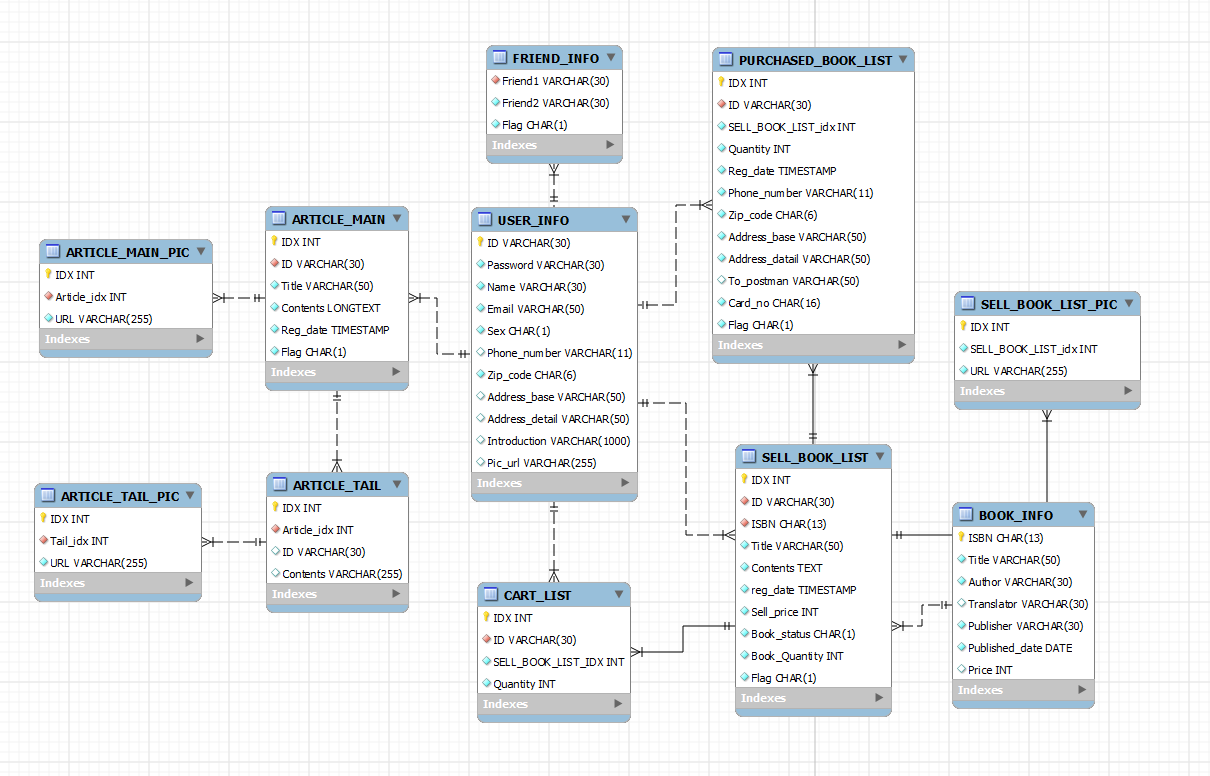 FRIEND_INFO
Friend1 VARCHAR(30)
Friend2 VARCHAR(30)
Flag CHAR(1)
Indexes
PURCHASED_BOOK_LIST
IDX INT
ID VARCHAR(30)
SELL_BOOK_LIST_idx INT
Quantity INT
Reg_date TIMESTAMP
Phone_number VARCHAR(11)
Zip_code CHAR(6)
Address_base VARCHAR(50)
Address_datail VARCHAR(50)
To_postman VARCHAR(50)
Card_no CHAR(16)
Flag CHAR(1)
Indexes
ARTICLE_MAIN_PIC
IDX INT
Article_idx INT
URL VARCHAR(255)
Indexes
ARTICLE_MAIN
IDX INT
ID VARCHAR(30)
Title VARCHAR(50)
Contents LONGTEXT
Reg_date TIMESTAMP
Flag CHAR(1)
Indexes
USER_INFO
ID VARCHAR(30)
Password VARCHAR(30)
Name VARCHAR(30)
Email VARCHAR(50)
Sex CHAR(1)
Phone_number VARCHAR(11)
Zip_code CHAR(6)
Address_base VARCHAR(50)
Address_detail VARCHAR(50)
Introduction VARCHAR(1000)
Pic_url VARCHAR(255)
Indexes
SELL_BOOK_LIST_PIC
IDX INT
SELL_BOOK_LIST_idx INT
URL VARCHAR(255)
Indexes
ARTICLE_TAIL_PIC
IDX INT
Tail_idx INT
URL VARCHAR(255)
Indexes
ARTICLE_TAIL
IDX INT
Article_idx INT
ID VARCHAR(30)
Contents VARCHAR(255)
Indexes
CART_LIST
IDX INT
ID VARCHAR(30)
SELL_BOOK_LIST_IDX INT
Quantity INT
Indexes
SELL_BOOK_LIST
IDX INT
ID VARCHAR(30)
ISBN CHAR(13)
Title VARCHAR(50)
Contents TEXT
reg_date TIMESTAMP
Sell_price INT
Book_status CHAR(1)
Book_Quantity INT
Flag CHAR(1)
Indexes
BOOK_INFO
ISBN CHAR(13)
Title VARCHAR(50)
Author VARCHAR(30)
Translator VARCHAR(30)
Publisher VARCHAR(30)
Published_date DATE
Price INT
Indexes